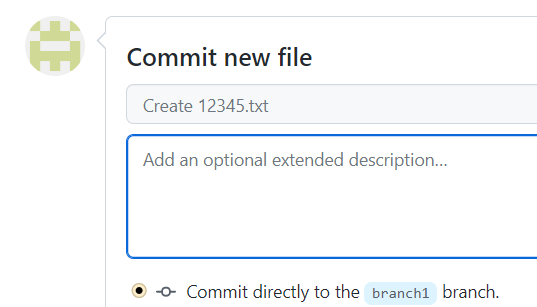 Commit new file
Create 12345.txt
Add an optional extended description...
Commit directly to the branch1 branch.